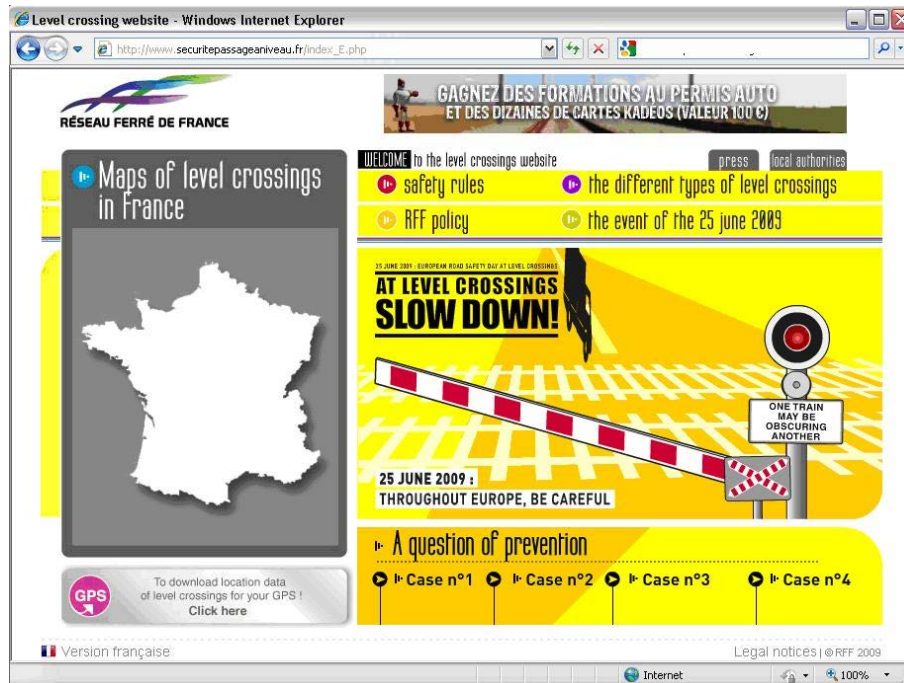 Level crossing website - Windows Internet Explorer
http://www.securitepassageaniveau.fr/index_E.php
RÉSEAU FERRÉ DE FRANCE
GAGNEZ DES FORMATIONS AU PERMIS AUTO
ET DES DIZAINES DE CARTES KADÉOS (VALEUR 100 €)
Maps of level crossings
in France
WELCOME to the level crossings website
press
local authorities
safety rules
the different types of level crossings
RFF policy
the event of the 25 june 2009
25 JUNE 2009 : EUROPEAN ROAD SAFETY DAY AT LEVEL CROSSINGS
AT LEVEL CROSSINGS
SLOW DOWN!
ONE TRAIN
MAY BE
OBSCURING
ANOTHER
25 JUNE 2009 :
THROUGHOUT EUROPE, BE CAREFUL
A question of prevention
Case n°1
Case n°2
Case n°3
Case n°4
GPS
To download location data
of level crossings for your GPS !
Click here
Version française
Legal notices | © RFF 2009
Internet
100%